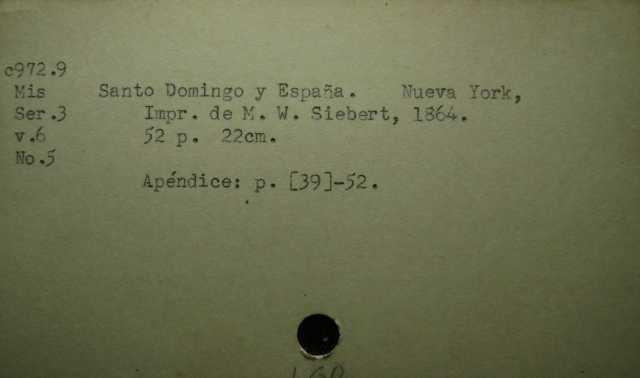 c972.9
Mis Santo Domingo y España. Nueva York,
Ser.3 Impr. de M. W. Siebert, 1864.
v.6 52 p. 22cm.
No.5
Apéndice: p. [39]-52.